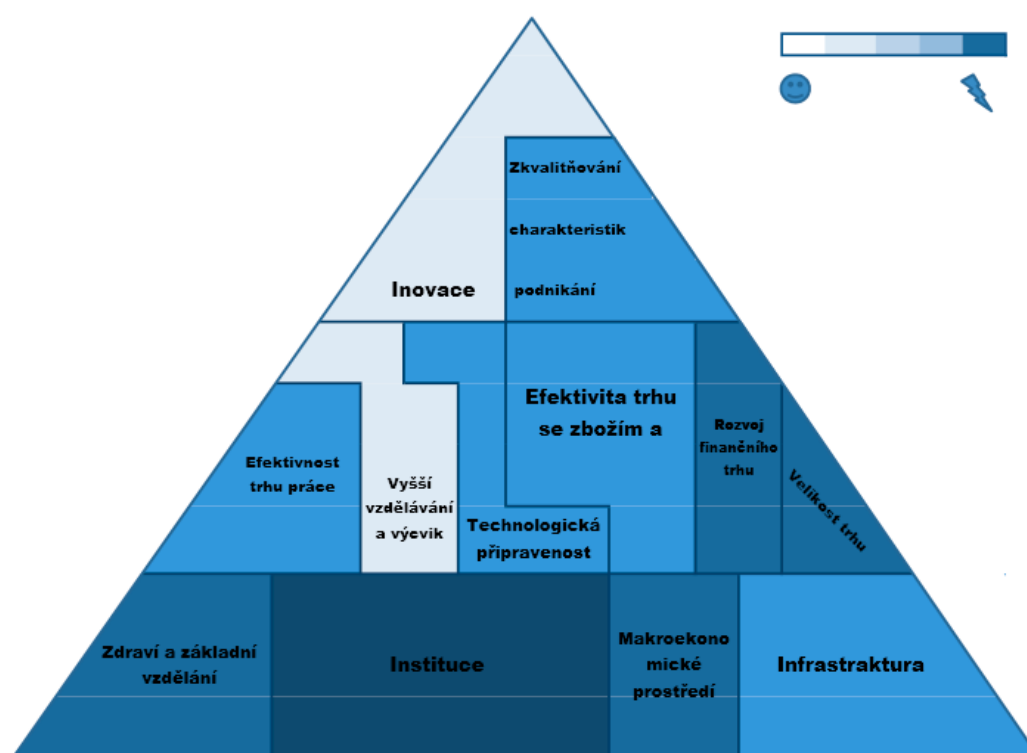 Zkvalitňování
charakteristik
podnikání
Inovace
Efektivita trhu
se zbožím a
Rozvoj
finančního
trhu
Velikost trhu
Efektivnost
trhu práce
Vyšší
vzdělávání
a výcvik
Technologická
připravenost
Zdraví a základní
vzdělání
Instituce
Makroekono
mické
prostředí
Infrastraktura